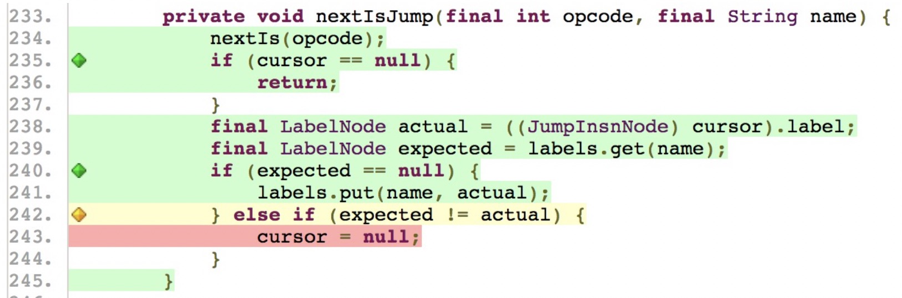 233. private void nextIsJump(final int opcode, final String name) {
234. nextIs(opcode);
235. if (cursor == null) {
236. return;
237. }
238. final LabelNode actual = ((JumpInsnNode) cursor).label;
239. final LabelNode expected = labels.get(name);
240. if (expected == null) {
241. labels.put(name, actual);
242. } else if (expected != actual) {
243. cursor = null;
244. }
245. }